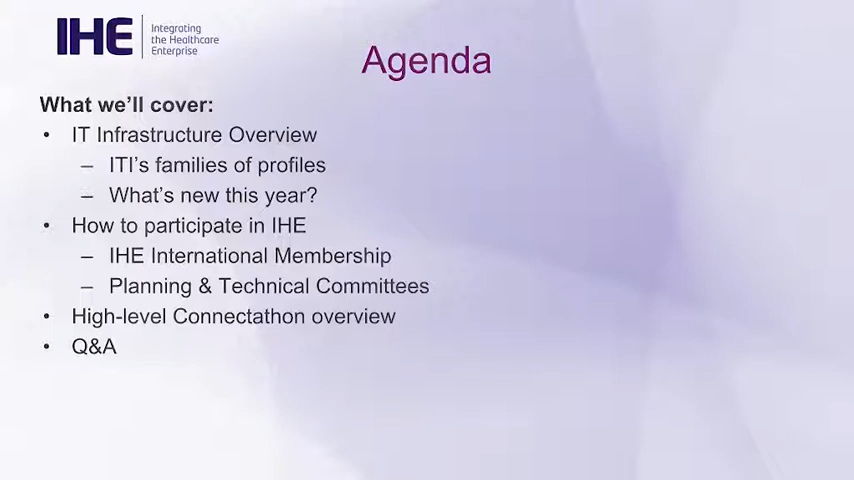 IHE
Integrating
the Healthcare
Enterprise
Agenda
What we'll cover:
• IT Infrastructure Overview
– ITI's families of profiles
– What's new this year?
• How to participate in IHE
– IHE International Membership
– Planning & Technical Committees
• High-level Connectathon overview
• Q&A